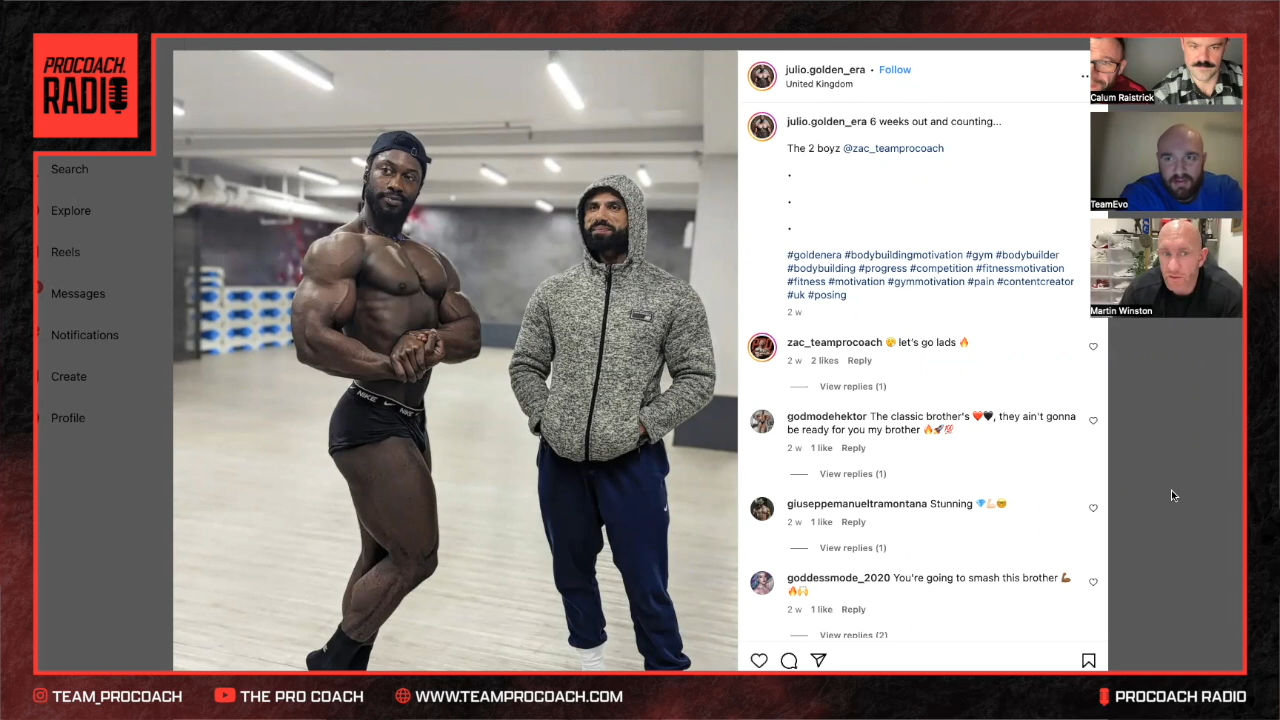 PROCOACH.
RADIO
Search
Explore
Reels
Messages
Notifications
Create
Profile
NIKE
NIKE
julio.golden_era • Follow
United Kingdom
julio.golden_era 6 weeks out and counting...
The 2 boyz @zac_teamprocoach
.
.
.
#goldenera #bodybuildingmotivation #gym #bodybuilder
#bodybuilding #progress #competition #fitnessmotivation
#fitness #motivation #gymmotivation #pain #contentcreator
#uk #posing
2 w
zac_teamprocoach 😚 let's go lads 🔥
2 w 2 likes Reply
View replies (1)
godmodehektor The classic brother's ❤️🖤, they ain't gonna
be ready for you my brother 🔥🚀💯
2 w 1 like Reply
View replies (1)
giuseppemanueltramontana Stunning 💎💪🏻🤓
2 w 1 like Reply
View replies (1)
goddessmode_2020 You're going to smash this brother 💪🏾
🔥🙌
2 w 1 like Reply
View replies (2)
Calum Raistrick
TeamEvo
Martin Winston
TEAM_PROCOACH
THE PRO COACH
WWW.TEAMPROCOACH.COM
PROCOACH RADIO